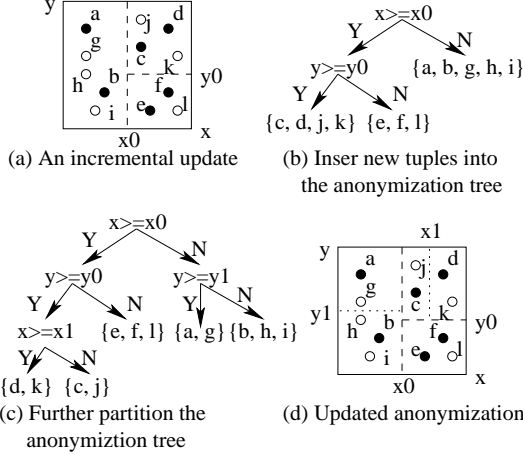 y
a
j
d
g
c
h
b
f
k
y0
i
e
l
x0
x
(a) An incremental update
x>=x0
Y
N
y>=y0
{a, b, g, h, i}
Y
N
{c, d, j, k}
{e, f, l}
(b) Inser new tuples into
the anonymization tree
x>=x0
Y
N
y>=y0
y>=y1
Y
N
Y
N
x>=x1
{e, f, l}
{a, g}
{b, h, i}
Y
N
{d, k}
{c, j}
(c) Further partition the
anonymiztion tree
x1
y
a
j
d
g
c
y1
k
y0
h
b
f
i
e
l
x0
x
(d) Updated anonymization